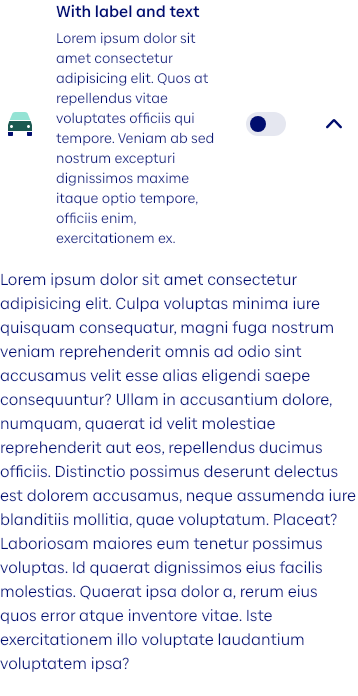 With label and text
Lorem ipsum dolor sit
amet consectetur
adipisicing elit. Quos at
repellendus vitae
voluptates officiis qui
tempore. Veniam ab sed
nostrum excepturi
dignissimos maxime
itaque optio tempore,
officiis enim,
exercitationem ex.
Lorem ipsum dolor sit amet consectetur
adipisicing elit. Culpa voluptas minima iure
quisquam consequatur, magni fuga nostrum
veniam reprehenderit omnis ad odio sint
accusamus velit esse alias eligendi saepe
consequuntur? Ullam in accusantium dolore,
numquam, quaerat id velit molestiae
reprehenderit aut eos, repellendus ducimus
officiis. Distinctio possimus deserunt delectus
est dolorem accusamus, neque assumenda iure
blanditiis mollitia, quae voluptatum. Placeat?
Laboriosam maiores eum tenetur possimus
voluptas. Id quaerat dignissimos eius facilis
molestias. Quaerat ipsa dolor a, rerum eius
quos error atque inventore vitae. Iste
exercitationem illo voluptate laudantium
voluptatem ipsa?